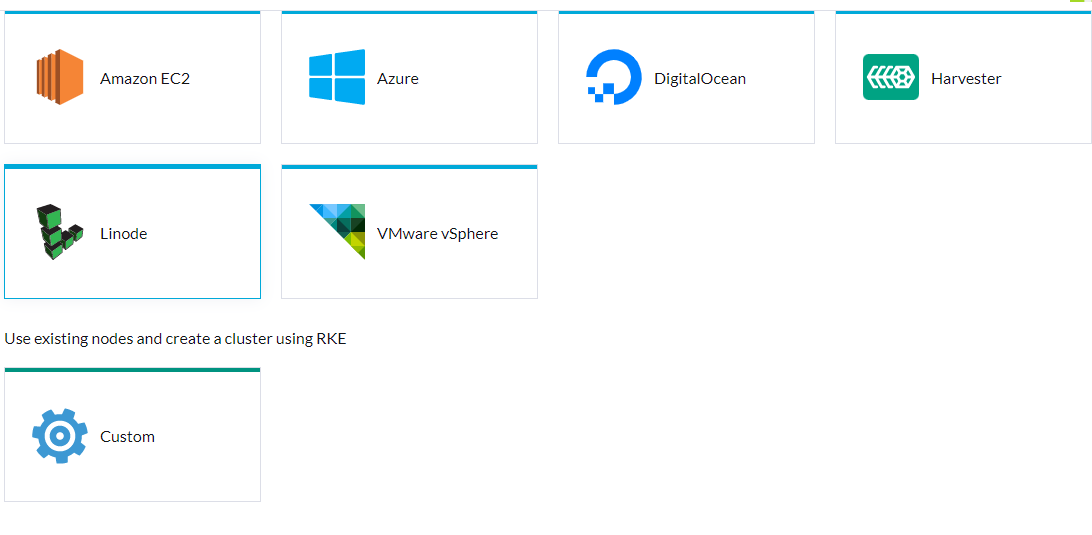 Amazon EC2
Azure
DigitalOcean
Harvester
Linode
VMware vSphere
Use existing nodes and create a cluster using RKE
Custom